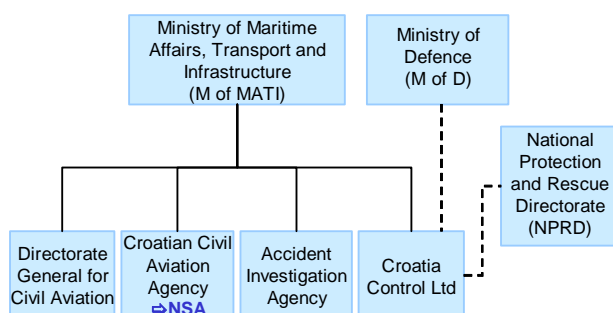 Ministry of Maritime
Affairs, Transport and
Infrastructure
(M of MATI)
Ministry of
Defence
(M of D)
National
Protection
and Rescue
Directorate
(NPRD)
Directorate
General for
Civil Aviation
Croatian Civil
Aviation
Agency
⇨NSA
Accident
Investigation
Agency
Croatia
Control Ltd